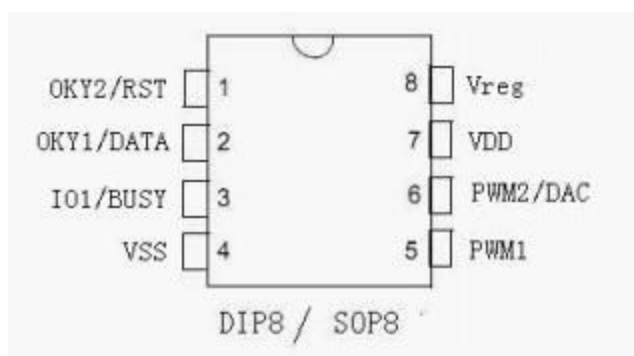 OKY2/RST 1 8 Vreg
OKY1/DATA 2 7 VDD
IO1/BUSY 3 6 PWM2/DAC
VSS 4 5 PWM1
DIP8 / SOP8